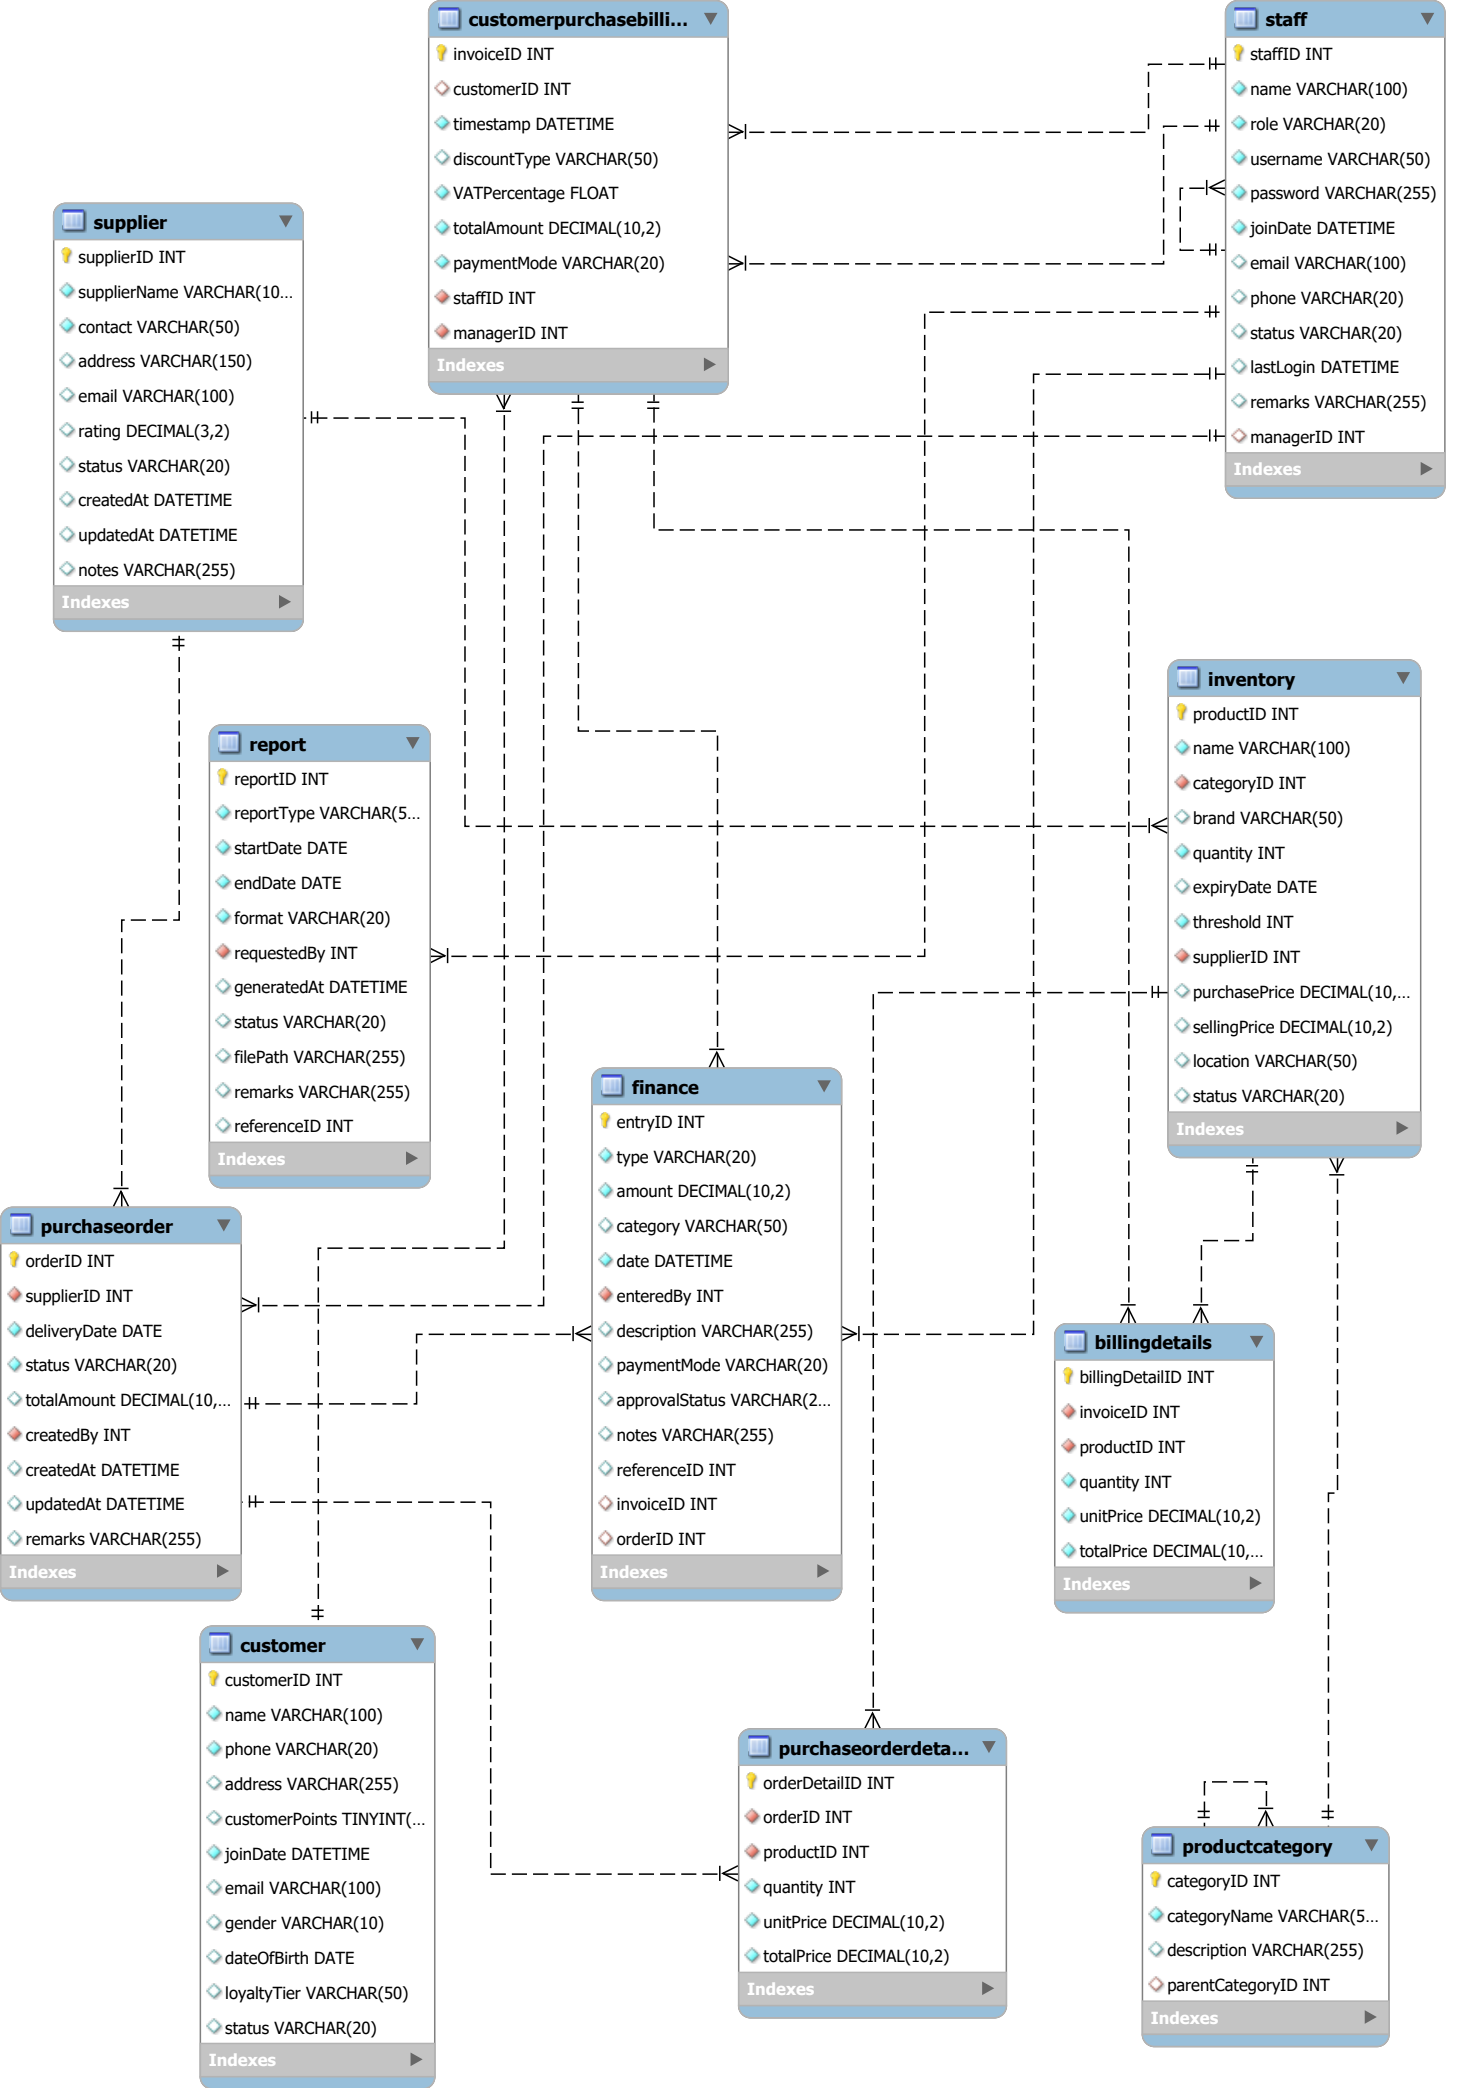 customerpurchasebilli...
invoiceID INT
customerID INT
timestamp DATETIME
discountType VARCHAR(50)
VATPercentage FLOAT
totalAmount DECIMAL(10,2)
paymentMode VARCHAR(20)
staffID INT
managerID INT
Indexes
staff
staffID INT
name VARCHAR(100)
role VARCHAR(20)
username VARCHAR(50)
password VARCHAR(255)
joinDate DATETIME
email VARCHAR(100)
phone VARCHAR(20)
status VARCHAR(20)
lastLogin DATETIME
remarks VARCHAR(255)
managerID INT
Indexes
supplier
supplierID INT
supplierName VARCHAR(10...
contact VARCHAR(50)
address VARCHAR(150)
email VARCHAR(100)
rating DECIMAL(3,2)
status VARCHAR(20)
createdAt DATETIME
updatedAt DATETIME
notes VARCHAR(255)
Indexes
inventory
productID INT
name VARCHAR(100)
categoryID INT
brand VARCHAR(50)
quantity INT
expiryDate DATE
threshold INT
supplierID INT
purchasePrice DECIMAL(10,...
sellingPrice DECIMAL(10,2)
location VARCHAR(50)
status VARCHAR(20)
Indexes
report
reportID INT
reportType VARCHAR(5...
startDate DATE
endDate DATE
format VARCHAR(20)
requestedBy INT
generatedAt DATETIME
status VARCHAR(20)
filePath VARCHAR(255)
remarks VARCHAR(255)
referenceID INT
Indexes
finance
entryID INT
type VARCHAR(20)
amount DECIMAL(10,2)
category VARCHAR(50)
date DATETIME
enteredBy INT
description VARCHAR(255)
paymentMode VARCHAR(20)
approvalStatus VARCHAR(2...
notes VARCHAR(255)
referenceID INT
invoiceID INT
orderID INT
Indexes
purchaseorder
orderID INT
supplierID INT
deliveryDate DATE
status VARCHAR(20)
totalAmount DECIMAL(10,...
createdBy INT
createdAt DATETIME
updatedAt DATETIME
remarks VARCHAR(255)
Indexes
billingdetails
billingDetailID INT
invoiceID INT
productID INT
quantity INT
unitPrice DECIMAL(10,2)
totalPrice DECIMAL(10,...
Indexes
customer
customerID INT
name VARCHAR(100)
phone VARCHAR(20)
address VARCHAR(255)
customerPoints TINYINT(...
joinDate DATETIME
email VARCHAR(100)
gender VARCHAR(10)
dateOfBirth DATE
loyaltyTier VARCHAR(50)
status VARCHAR(20)
Indexes
purchaseorderdeta...
orderDetailID INT
orderID INT
productID INT
quantity INT
unitPrice DECIMAL(10,2)
totalPrice DECIMAL(10,2)
Indexes
productcategory
categoryID INT
categoryName VARCHAR(5...
description VARCHAR(255)
parentCategoryID INT
Indexes